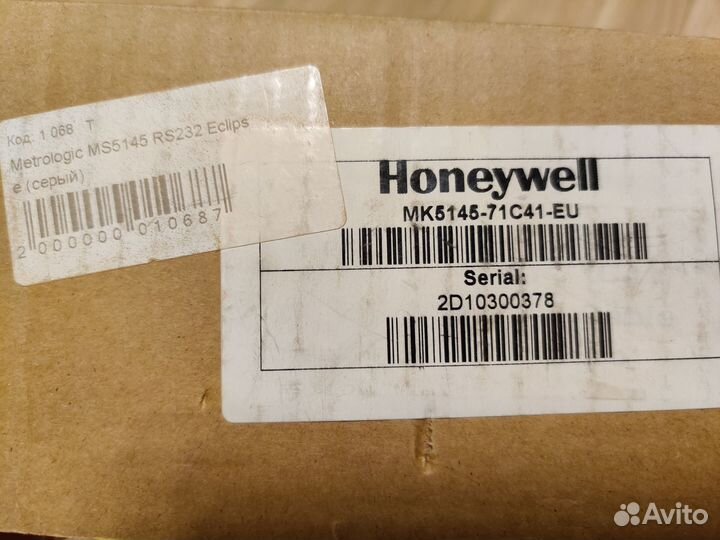 Код: 1 068 Т
Metrologic MS5145 RS232 Eclips
e (серый)
2 000000 010687
Honeywell
MK5145-71C41-EU
Serial:
2D10300378
Avito